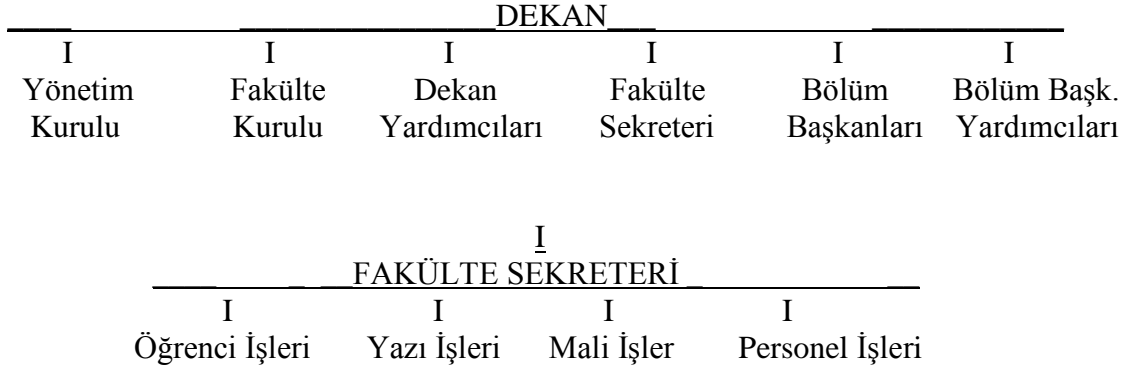 DEKAN
I I I I I I
Yönetim Fakülte Dekan Fakülte Bölüm Bölüm Başk.
Kurulu Kurulu Yardımcıları Sekreteri Başkanları Yardımcıları
I
FAKÜLTE SEKRETERİ
I I I I
Öğrenci İşleri Yazı İşleri Mali İşler Personel İşleri